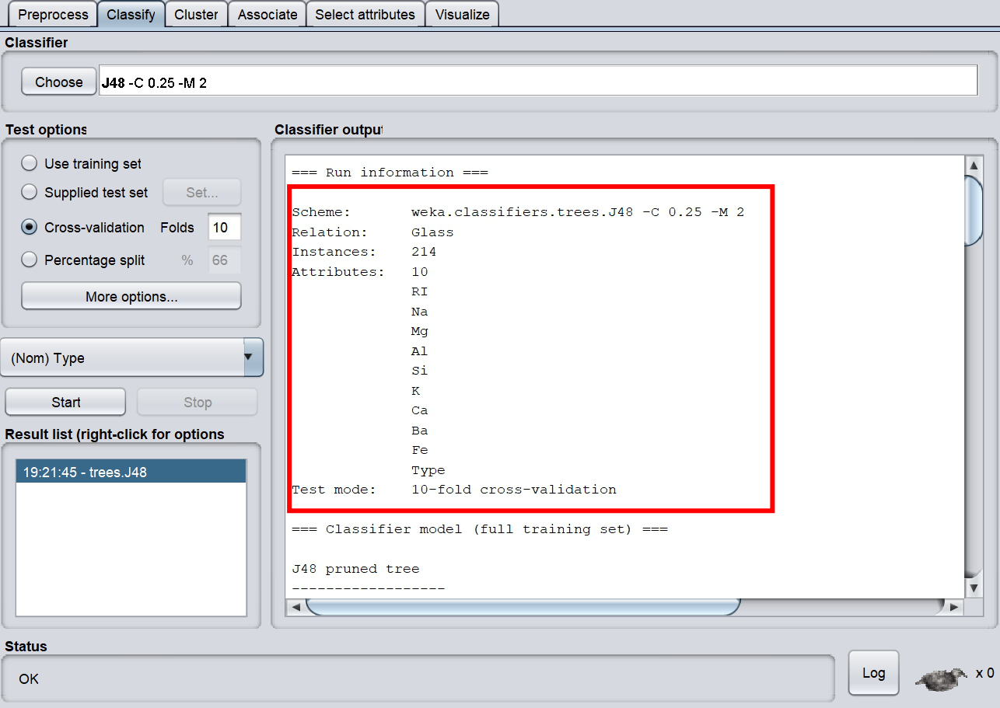 Preprocess Classify Cluster Associate Select attributes Visualize
Classifier
Choose J48 -C 0.25 -M 2
Test options
Use training set
Supplied test set Set...
Cross-validation Folds 10
Percentage split % 66
More options...
(Nom) Type
Start Stop
Result list (right-click for options
19:21:45 - trees.J48
Classifier output
=== Run information ===
Scheme: weka.classifiers.trees.J48 -C 0.25 -M 2
Relation: Glass
Instances: 214
Attributes: 10
RI
Na
Mg
Al
Si
K
Ca
Ba
Fe
Type
Test mode: 10-fold cross-validation
=== Classifier model (full training set) ===
J48 pruned tree
------------------
Status
OK
Log x 0